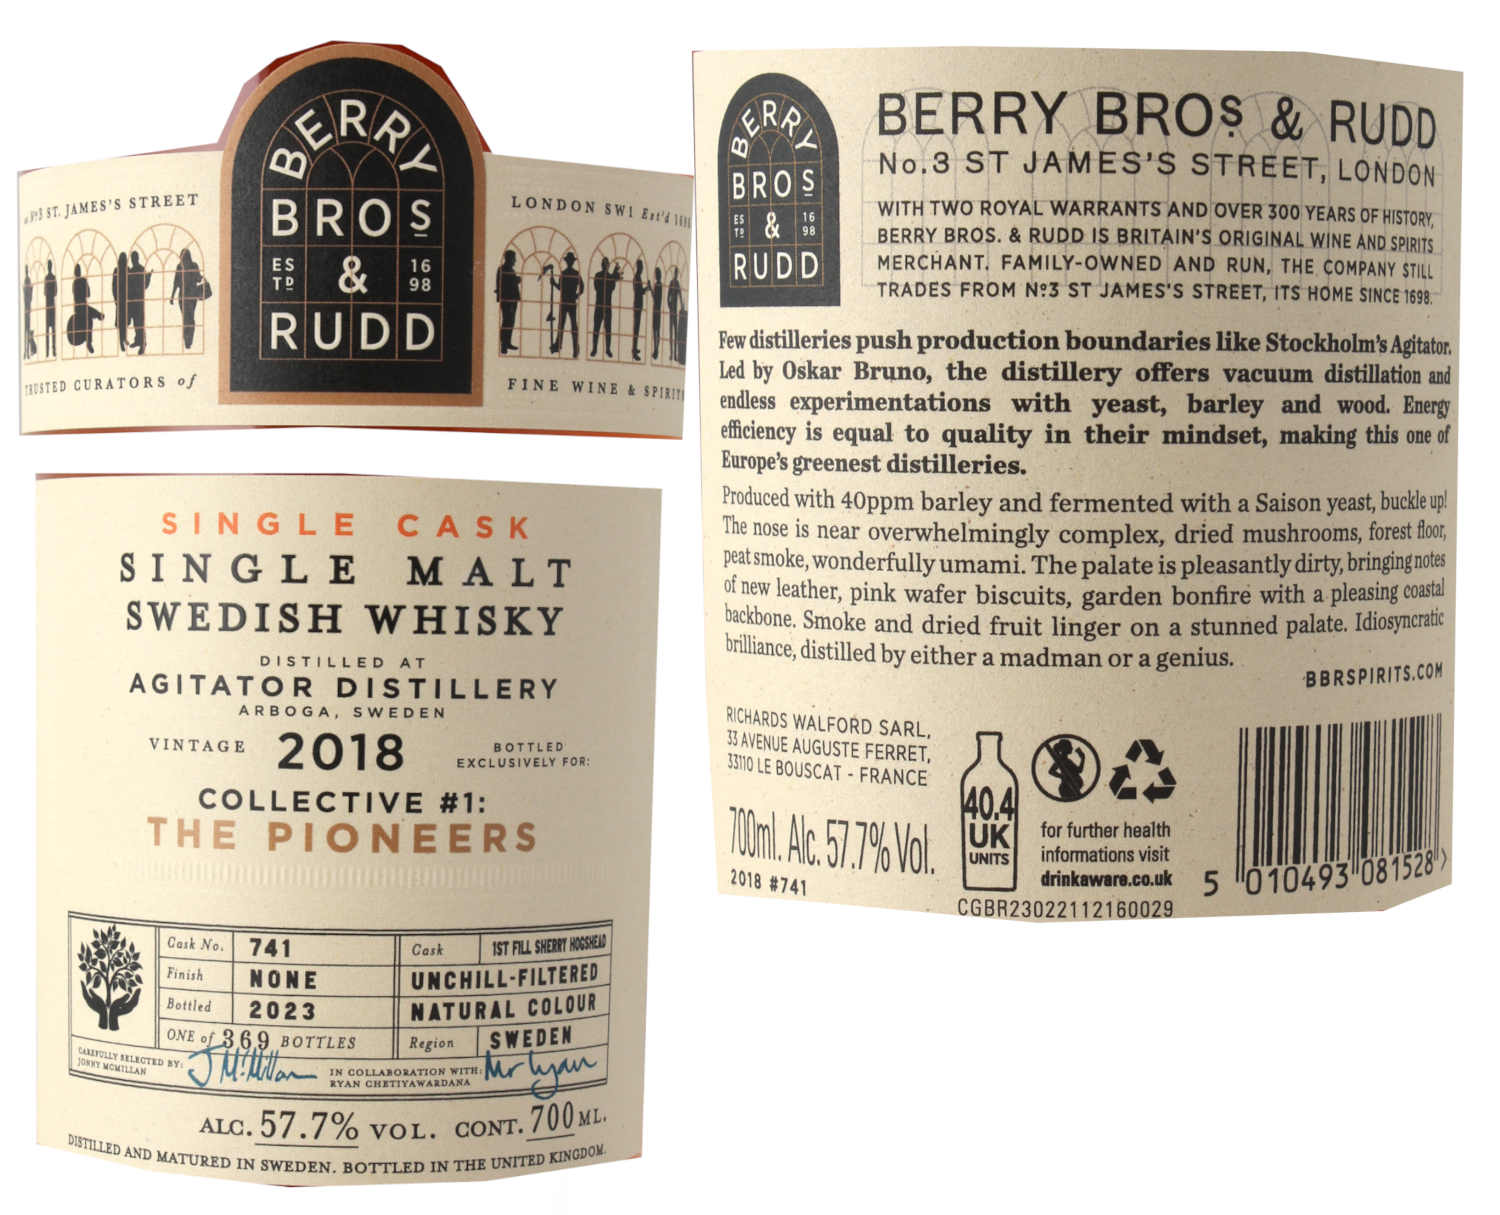 BERRY
BROS
ES TD & 16 98
RUDD
Nº3 ST. JAMES'S STREET
TRUSTED CURATORS of
LONDON SW1 Est'd 1698
FINE WINE & SPIRITS
SINGLE CASK
SINGLE MALT
SWEDISH WHISKY
DISTILLED AT
AGITATOR DISTILLERY
ARBOGA, SWEDEN
VINTAGE 2018 BOTTLED EXCLUSIVELY FOR:
COLLECTIVE #1:
THE PIONEERS
Cask No. 741 Cask 1ST FILL SHERRY HOGSHEAD
Finish NONE UNCHILL-FILTERED
Bottled 2023 NATURAL COLOUR
ONE of 369 BOTTLES Region SWEDEN
CAREFULLY SELECTED BY:
JONNY MCMILLAN
J McMillan
IN COLLABORATION WITH:
RYAN CHETIYAWARDANA
Mr Lyan
ALC. 57.7% VOL. CONT. 700 ML.
DISTILLED AND MATURED IN SWEDEN. BOTTLED IN THE UNITED KINGDOM.
BERRY
BROS
ES TD & 16 98
RUDD
BERRY BROS & RUDD
No.3 ST JAMES'S STREET, LONDON
WITH TWO ROYAL WARRANTS AND OVER 300 YEARS OF HISTORY,
BERRY BROS. & RUDD IS BRITAIN'S ORIGINAL WINE AND SPIRITS
MERCHANT. FAMILY-OWNED AND RUN, THE COMPANY STILL
TRADES FROM Nº3 ST JAMES'S STREET, ITS HOME SINCE 1698.
Few distilleries push production boundaries like Stockholm's Agitator.
Led by Oskar Bruno, the distillery offers vacuum distillation and
endless experimentations with yeast, barley and wood. Energy
efficiency is equal to quality in their mindset, making this one of
Europe's greenest distilleries.
Produced with 40ppm barley and fermented with a Saison yeast, buckle up!
The nose is near overwhelmingly complex, dried mushrooms, forest floor,
peat smoke, wonderfully umami. The palate is pleasantly dirty, bringing notes
of new leather, pink wafer biscuits, garden bonfire with a pleasing coastal
backbone. Smoke and dried fruit linger on a stunned palate. Idiosyncratic
brilliance, distilled by either a madman or a genius.
BBRSPIRITS.COM
RICHARDS WALFORD SARL,
33 AVENUE AUGUSTE FERRET,
33110 LE BOUSCAT - FRANCE
700ml. Alc. 57.7% Vol.
2018 #741
40.4
UK
UNITS
for further health
informations visit
drinkaware.co.uk
CGBR23022112160029
5 010493 081528 >